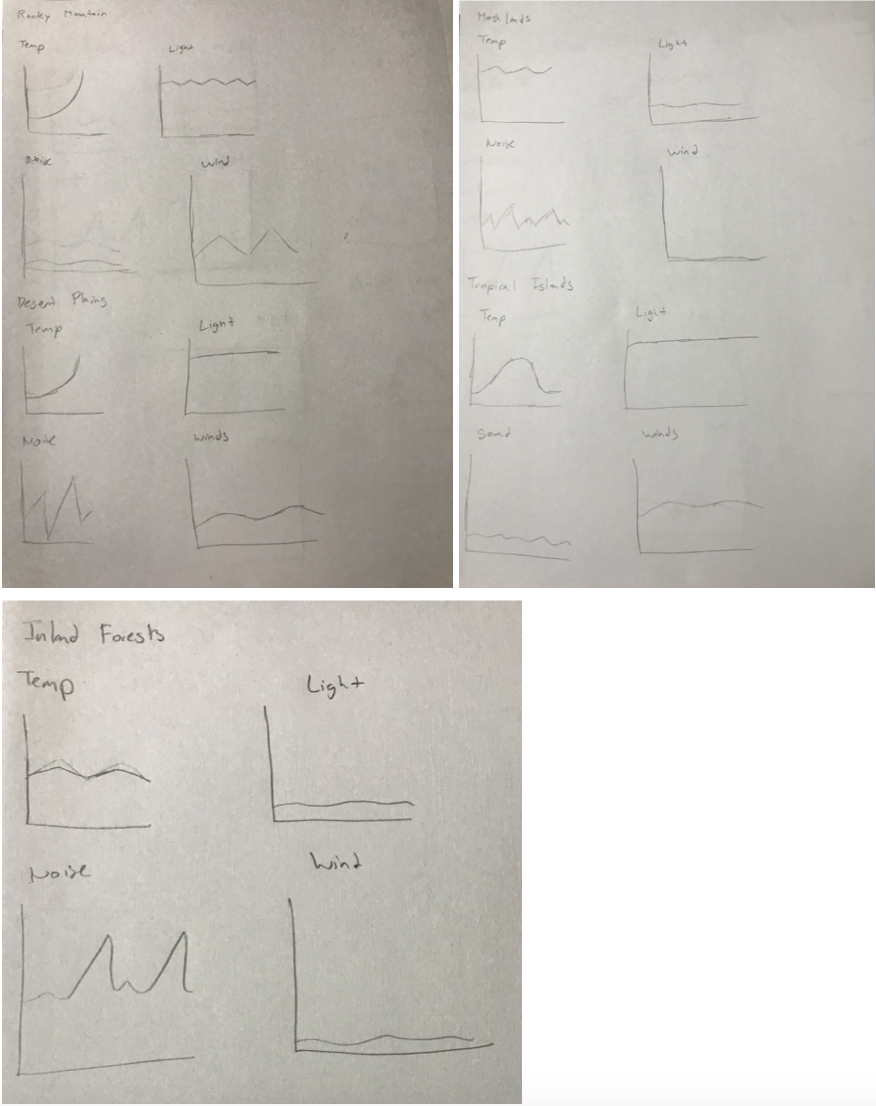 Rocky Mountain
Temp
Light
Noise
Wind
Desert Plains
Temp
Light
Noise
Winds
Mashlands
Temp
Light
Noise
Wind
Tropical Islands
Temp
Light
Sound
Winds
Inland Forests
Temp
Light
Noise
Wind